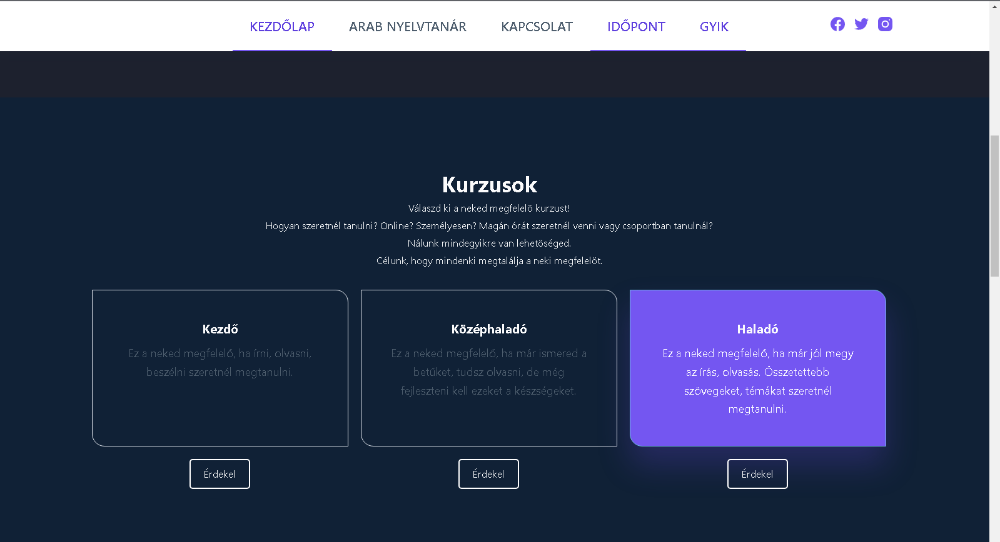 KEZDŐLAP ARAB NYELVTANÁR KAPCSOLAT IDŐPONT GYIK
Kurzusok
Válaszd ki a neked megfelelő kurzust!
Hogyan szeretnél tanulni? Online? Személyesen? Magán órát szeretnél venni vagy csoportban tanulnál?
Nálunk mindegyikre van lehetőséged.
Célunk, hogy mindenki megtalálja a neki megfelelőt.
Kezdő
Ez a neked megfelelő, ha írni, olvasni,
beszélni szeretnél megtanulni.
Érdekel
Középhaladó
Ez a neked megfelelő, ha már ismered a
betűket, tudsz olvasni, de még
fejleszteni kell ezeket a készségeket.
Érdekel
Haladó
Ez a neked megfelelő, ha már jól megy
az írás, olvasás. Összetettebb
szövegeket, témákat szeretnél
megtanulni.
Érdekel